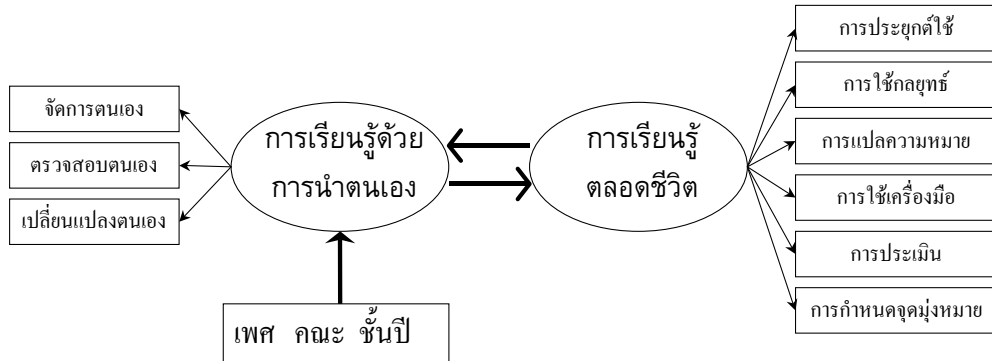 จัดการตนเอง
ตรวจสอบตนเอง
เปลี่ยนแปลงตนเอง
การเรียนรู้ด้วย
การนำตนเอง
เพศ คณะ ชั้นปี
การเรียนรู้
ตลอดชีวิต
การประยุกต์ใช้
การใช้กลยุทธ์
การแปลความหมาย
การใช้เครื่องมือ
การประเมิน
การกำหนดจุดมุ่งหมาย